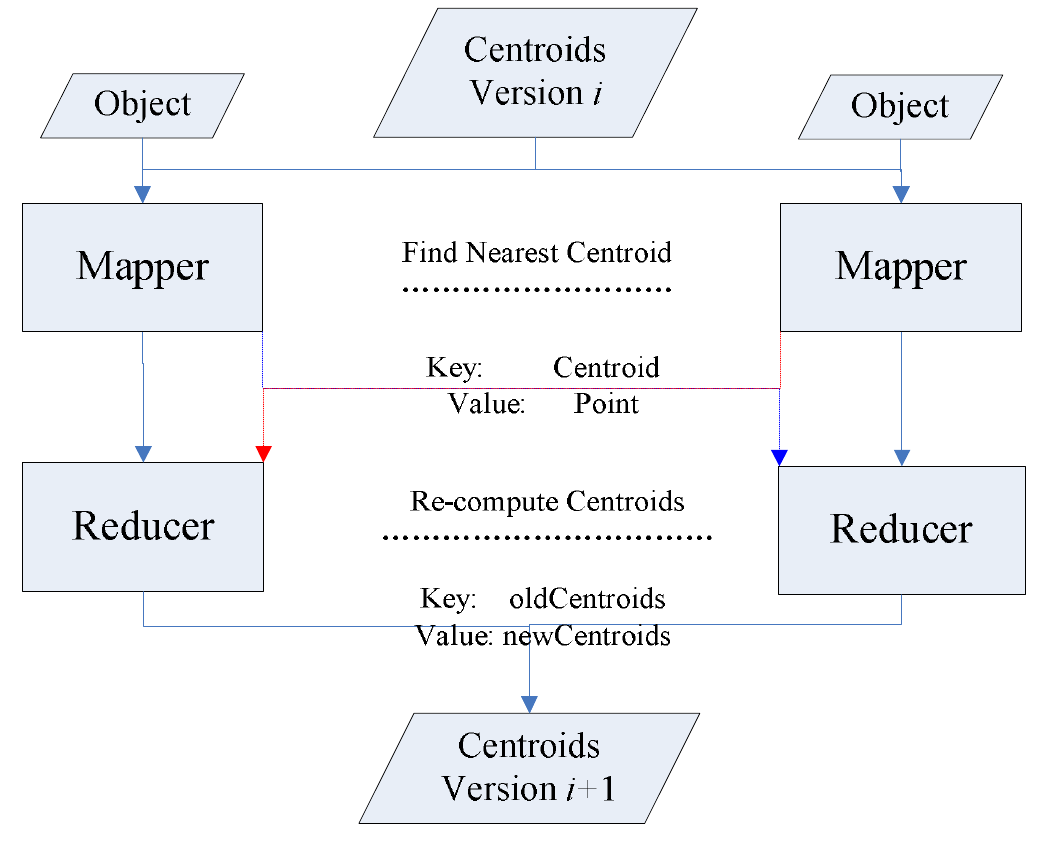 Centroids
Version i
Object
Object
Mapper
Find Nearest Centroid
Mapper
Key: Centroid
Value: Point
Reducer
Re-compute Centroids
Reducer
Key: oldCentroids
Value: newCentroids
Centroids
Version i+1